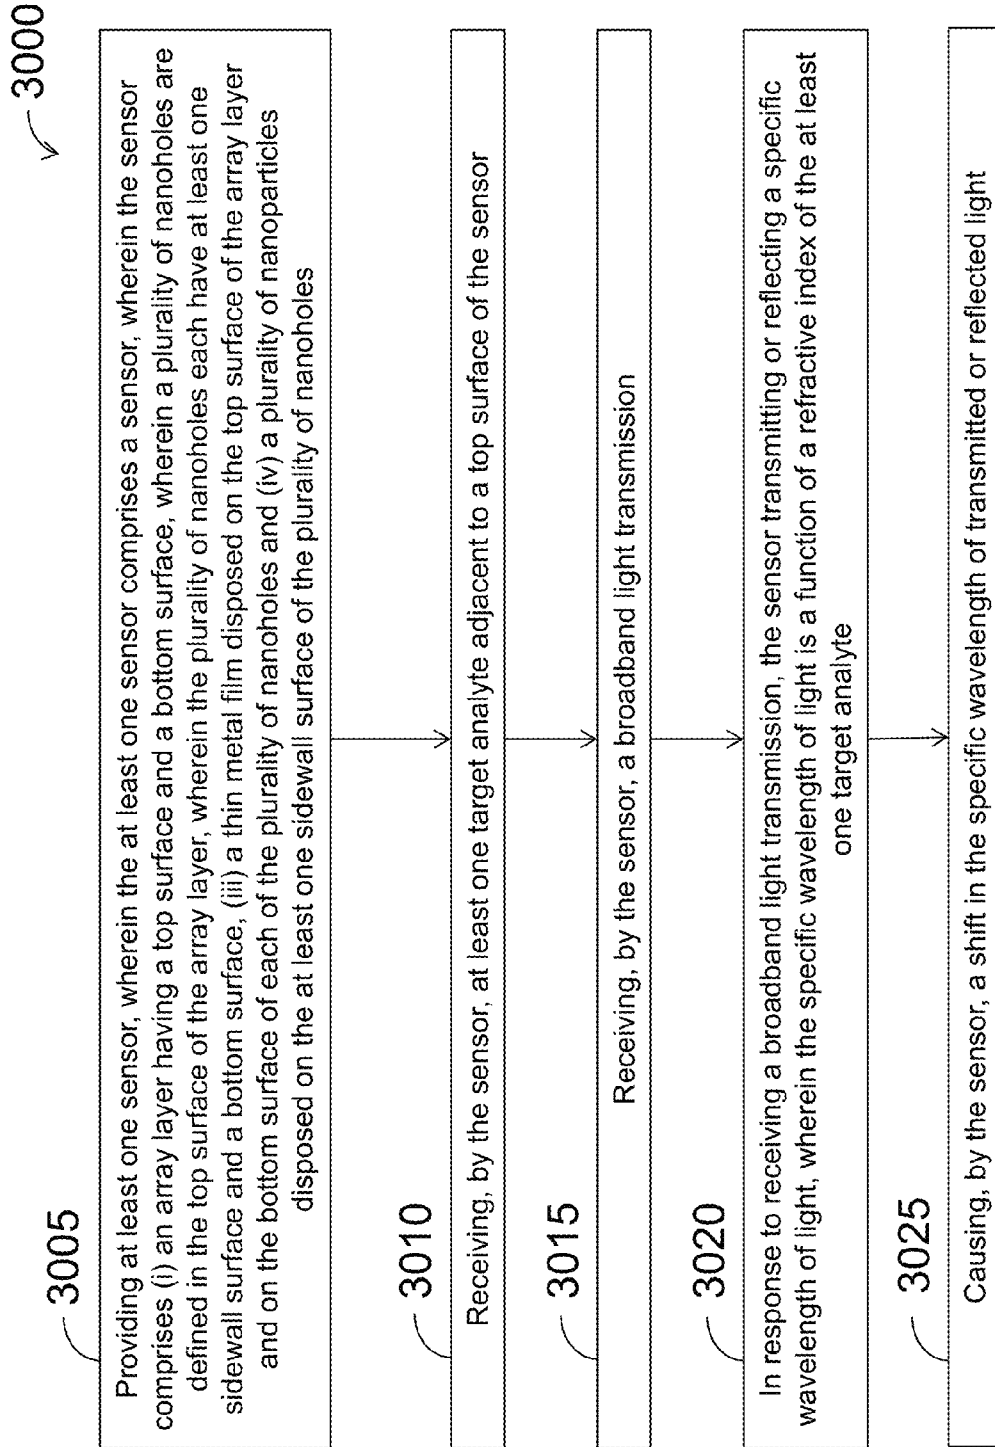 3000
3005
Providing at least one sensor, wherein the at least one sensor comprises a sensor, wherein the sensor
comprises (i) an array layer having a top surface and a bottom surface, wherein a plurality of nanoholes are
defined in the top surface of the array layer, wherein the plurality of nanoholes each have at least one
sidewall surface and a bottom surface, (iii) a thin metal film disposed on the top surface of the array layer
and on the bottom surface of each of the plurality of nanoholes and (iv) a plurality of nanoparticles
disposed on the at least one sidewall surface of the plurality of nanoholes
3010
Receiving, by the sensor, at least one target analyte adjacent to a top surface of the sensor
3015
Receiving, by the sensor, a broadband light transmission
3020
In response to receiving a broadband light transmission, the sensor transmitting or reflecting a specific
wavelength of light, wherein the specific wavelength of light is a function of a refractive index of the at least
one target analyte
3025
Causing, by the sensor, a shift in the specific wavelength of transmitted or reflected light